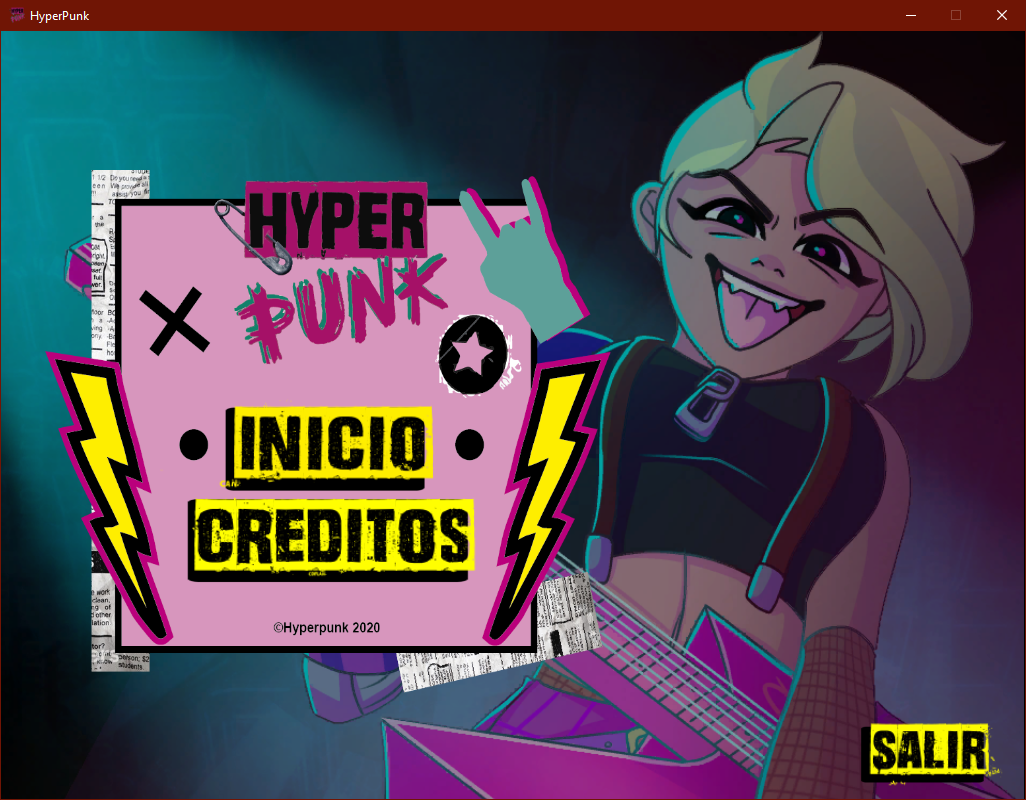 HyperPunk
HYPER
PUNK
INICIO
CREDITOS
©Hyperpunk 2020
SALIR